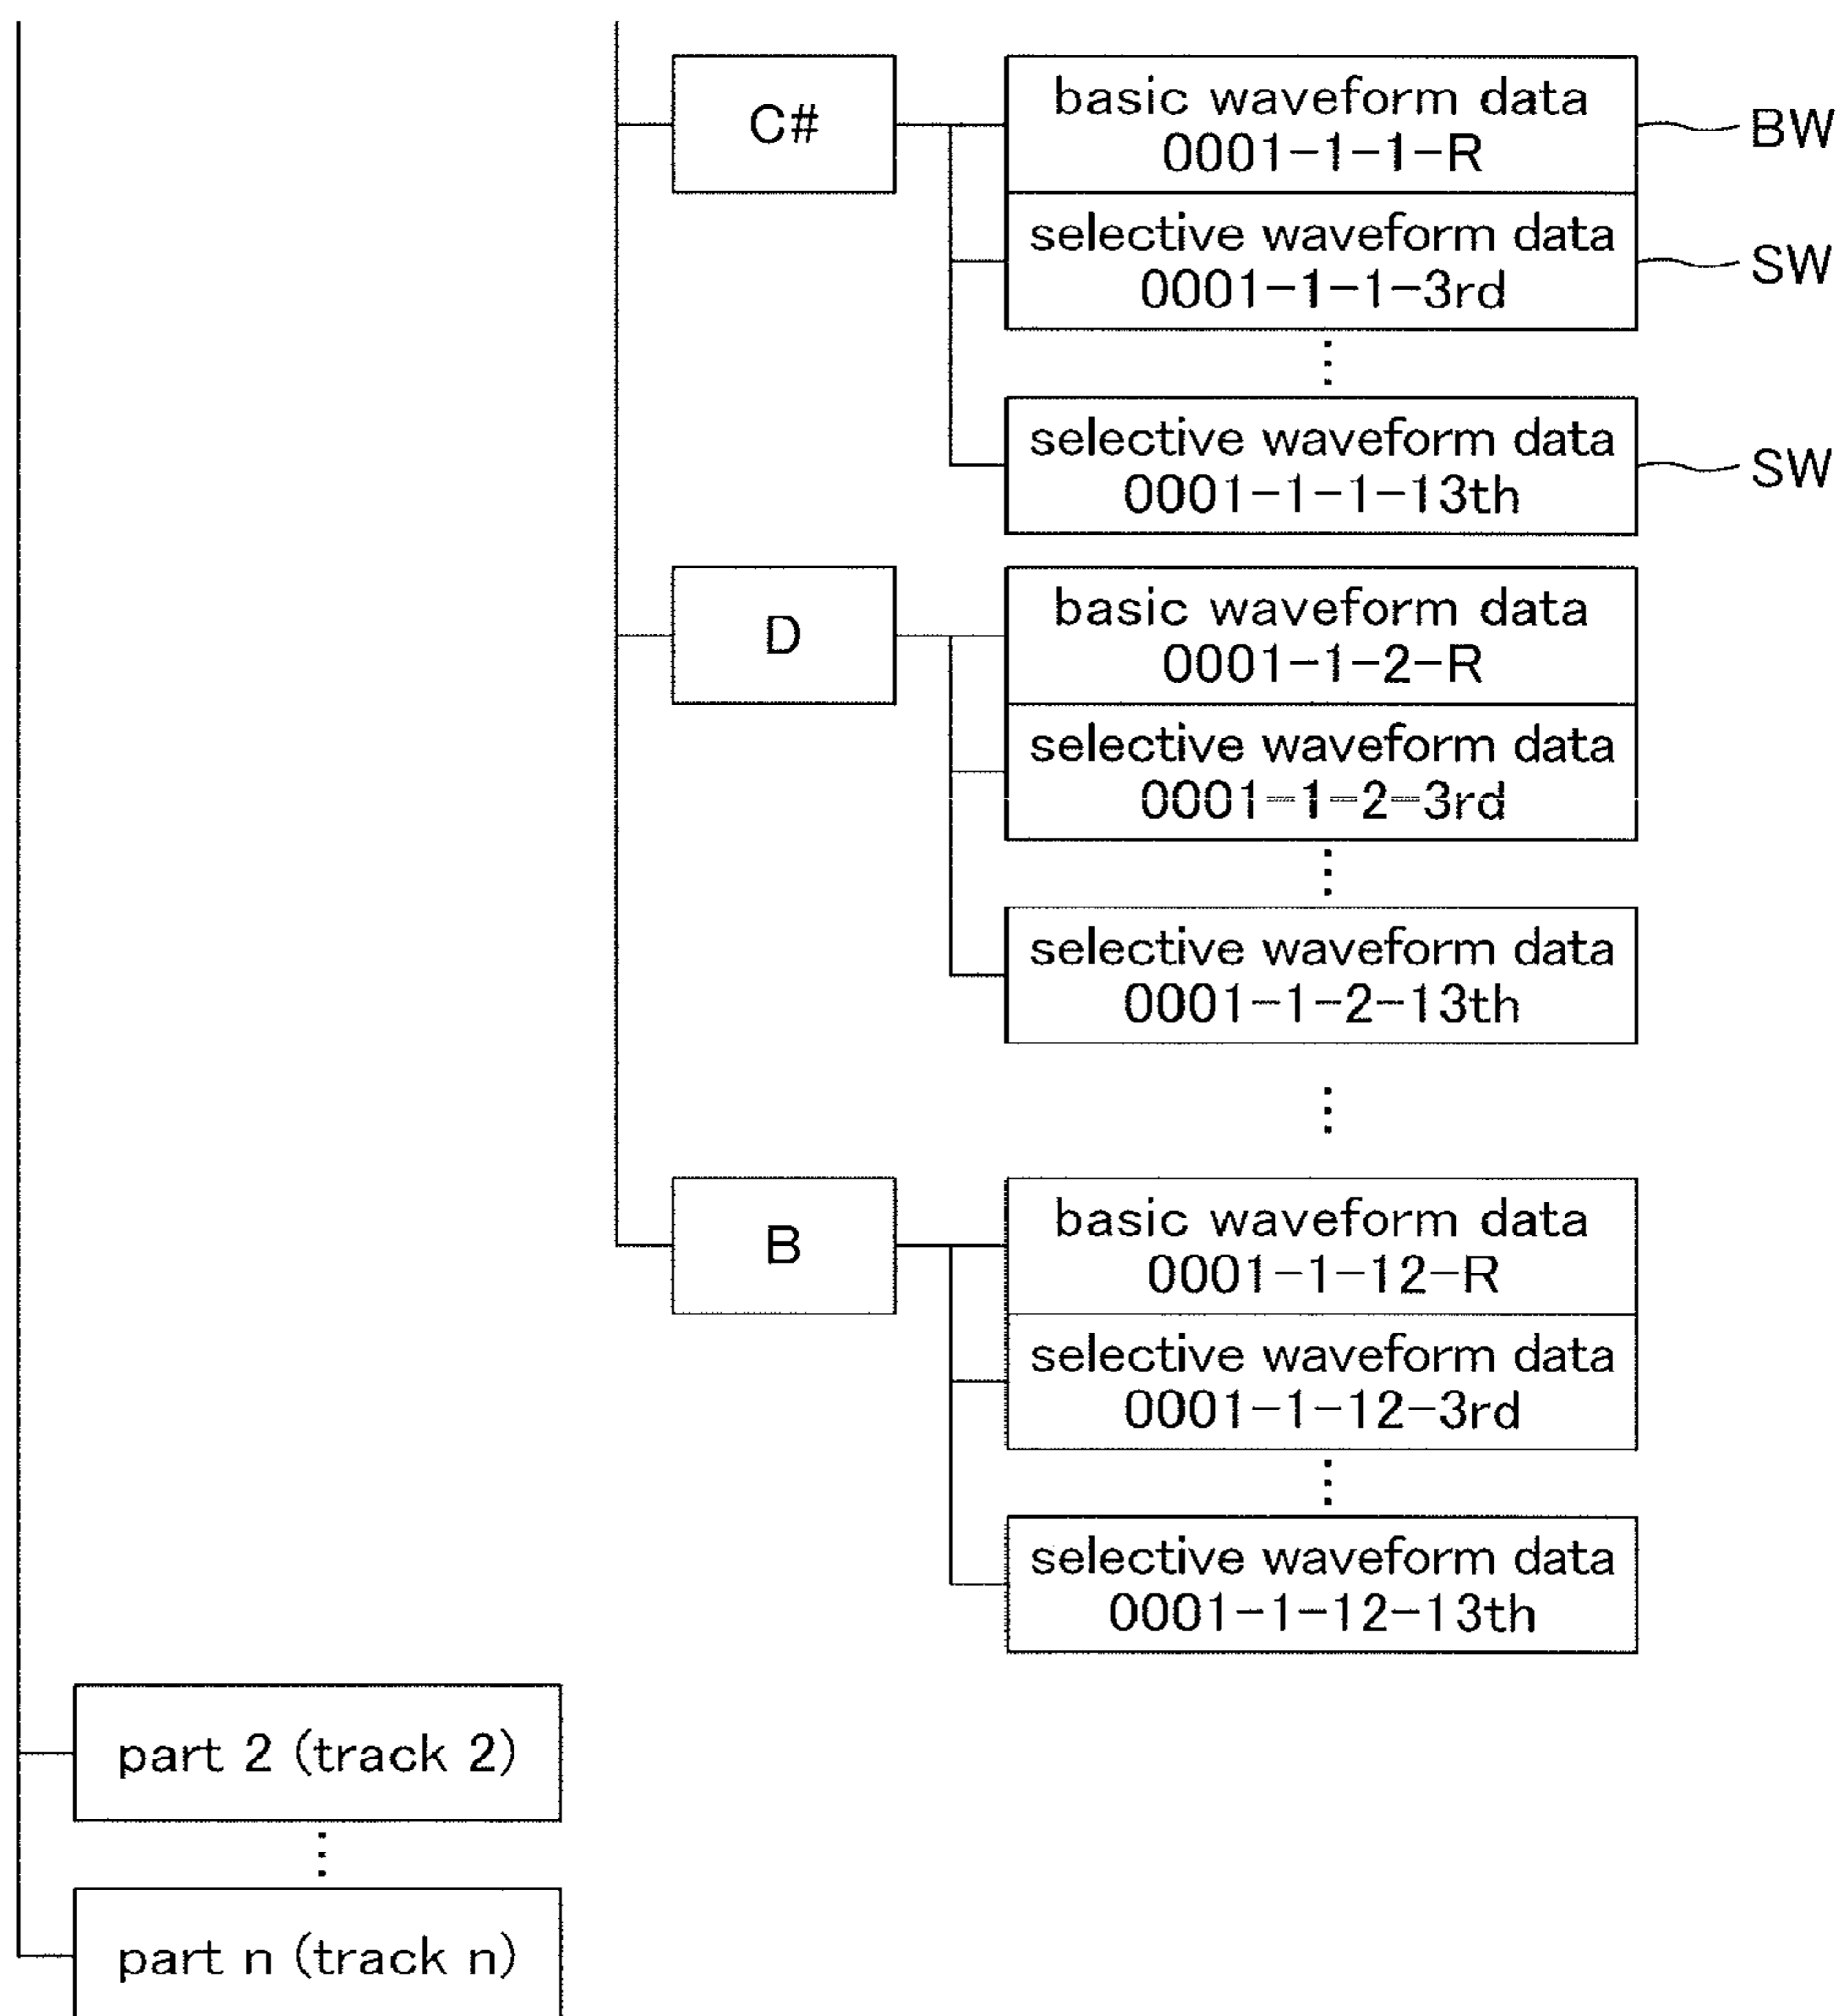 C#
basic waveform data
0001-1-1-R
BW
selective waveform data
0001-1-1-3rd
SW
selective waveform data
0001-1-1-13th
SW
D
basic waveform data
0001-1-2-R
selective waveform data
0001-1-2-3rd
selective waveform data
0001-1-2-13th
B
basic waveform data
0001-1-12-R
selective waveform data
0001-1-12-3rd
selective waveform data
0001-1-12-13th
part 2 (track 2)
part n (track n)